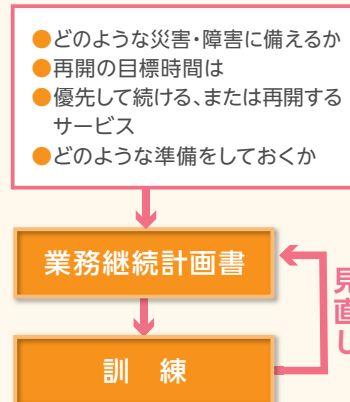 ●どのような災害・障害に備えるか
●再開の目標時間は
●優先して続ける、または再開する
サービス
●どのような準備をしておくか
業務継続計画書
見直し
訓　練